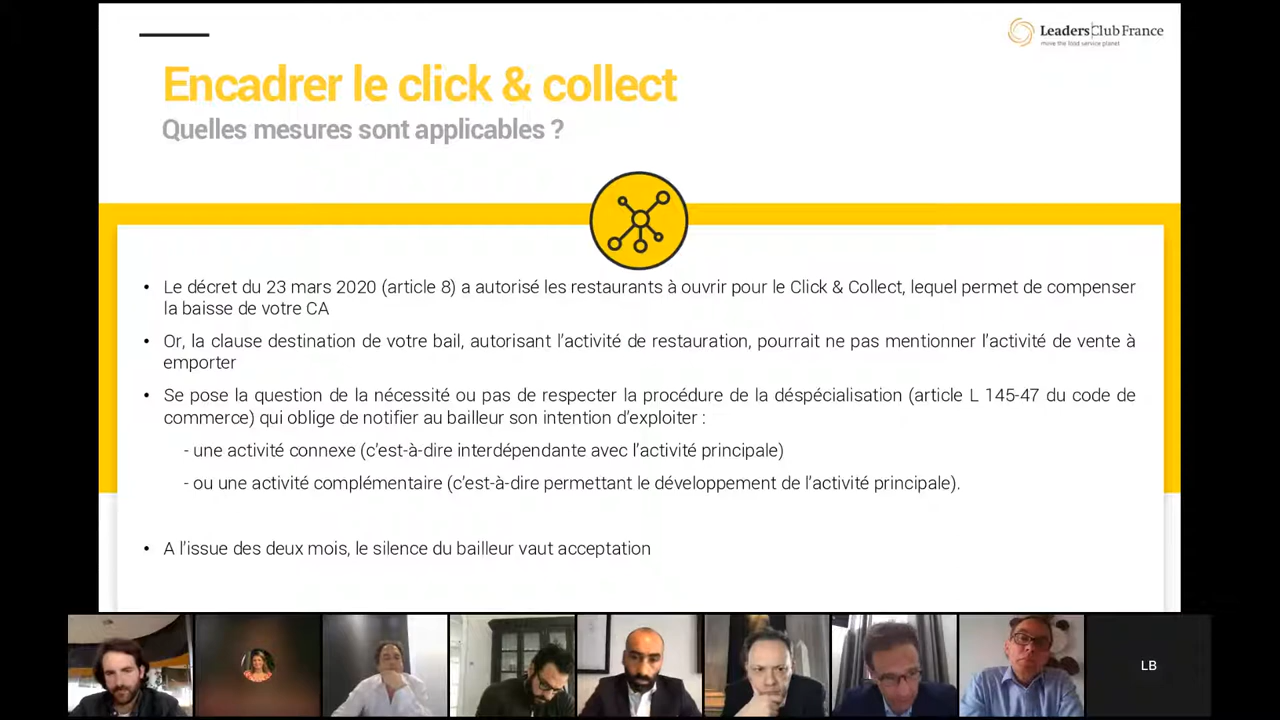 Leaders Club France
move the food service planet
Encadrer le click & collect
Quelles mesures sont applicables ?
• Le décret du 23 mars 2020 (article 8) a autorisé les restaurants à ouvrir pour le Click & Collect, lequel permet de compenser
la baisse de votre CA
• Or, la clause destination de votre bail, autorisant l'activité de restauration, pourrait ne pas mentionner l'activité de vente à
emporter
• Se pose la question de la nécessité ou pas de respecter la procédure de la déspécialisation (article L 145-47 du code de
commerce) qui oblige de notifier au bailleur son intention d'exploiter :
- une activité connexe (c'est-à-dire interdépendante avec l'activité principale)
- ou une activité complémentaire (c'est-à-dire permettant le développement de l'activité principale).
• A l'issue des deux mois, le silence du bailleur vaut acceptation
LB